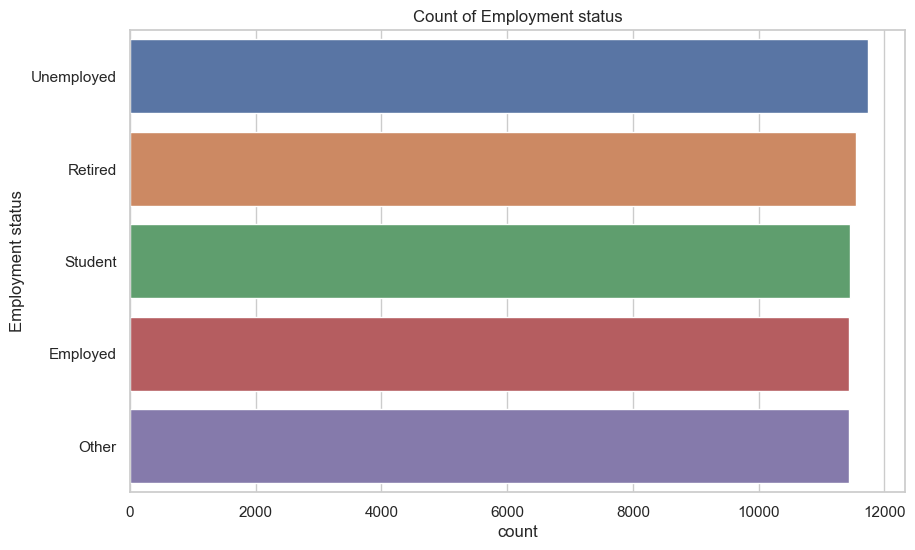 Count of Employment status
Employment status
Unemployed
Retired
Student
Employed
Other
0 2000 4000 6000 8000 10000 12000
count